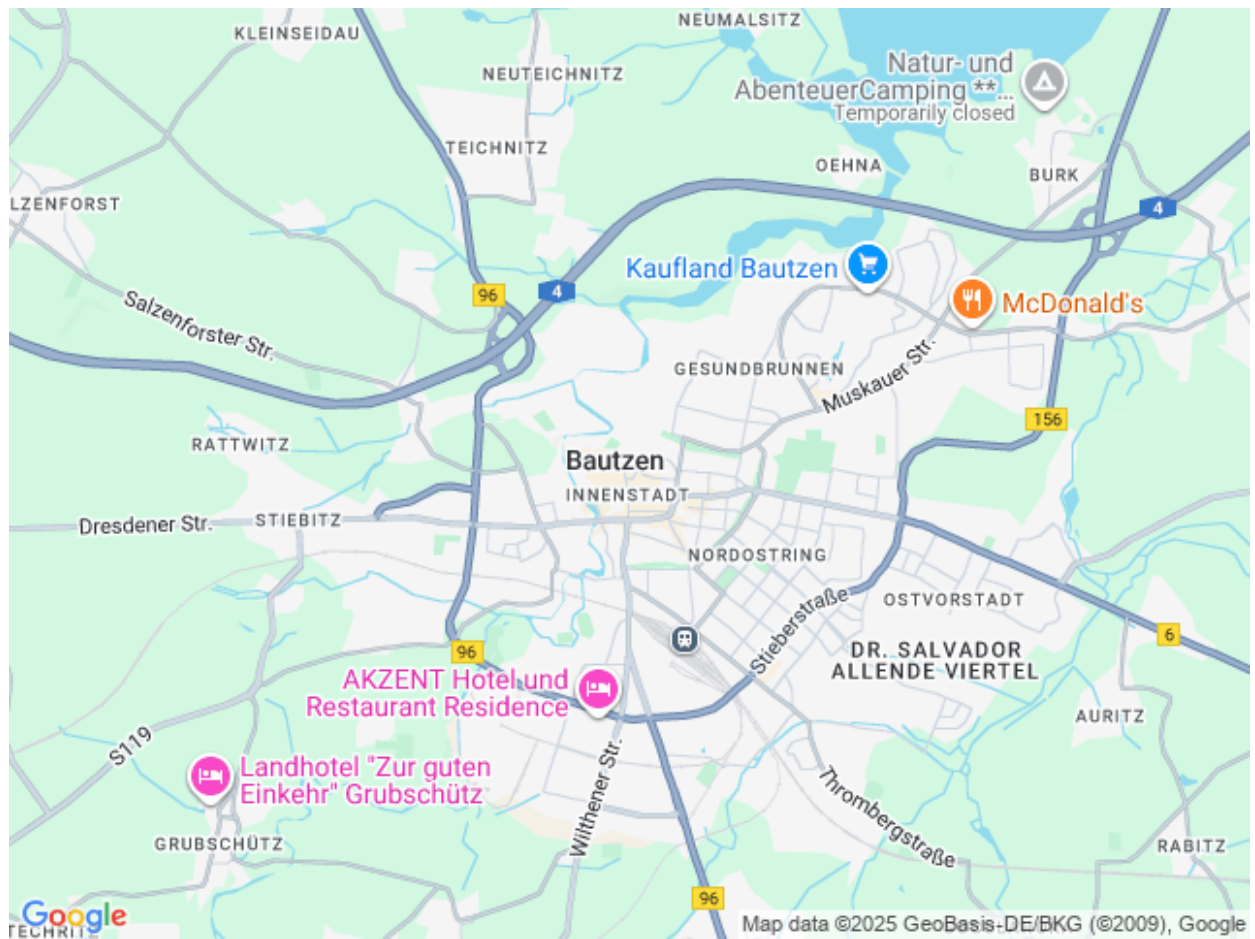 NEUMALSITZ
KLEINSEIDAU
NEUTEICHNITZ
Natur- und
AbenteuerCamping **...
Temporarily closed
TEICHNITZ
OEHNA
BURK
LZENFORST
4
Kaufland Bautzen
96
4
McDonald's
Salzenforster Str.
GESUNDBRUNNEN
Muskauer Str.
156
RATTWITZ
Bautzen
INNENSTADT
Dresdener Str.
STIEBITZ
NORDOSTRING
OSTVORSTADT
Stieberstraße
6
96
DR. SALVADOR
ALLENDE VIERTEL
AKZENT Hotel und
Restaurant Residence
AURITZ
S119
Landhotel "Zur guten
Einkehr" Grubschütz
Wilthener Str.
Thrombergstraße
GRUBSCHÜTZ
RABITZ
96
Google
TECHRITZ
Map data ©2025 GeoBasis-DE/BKG (©2009), Google